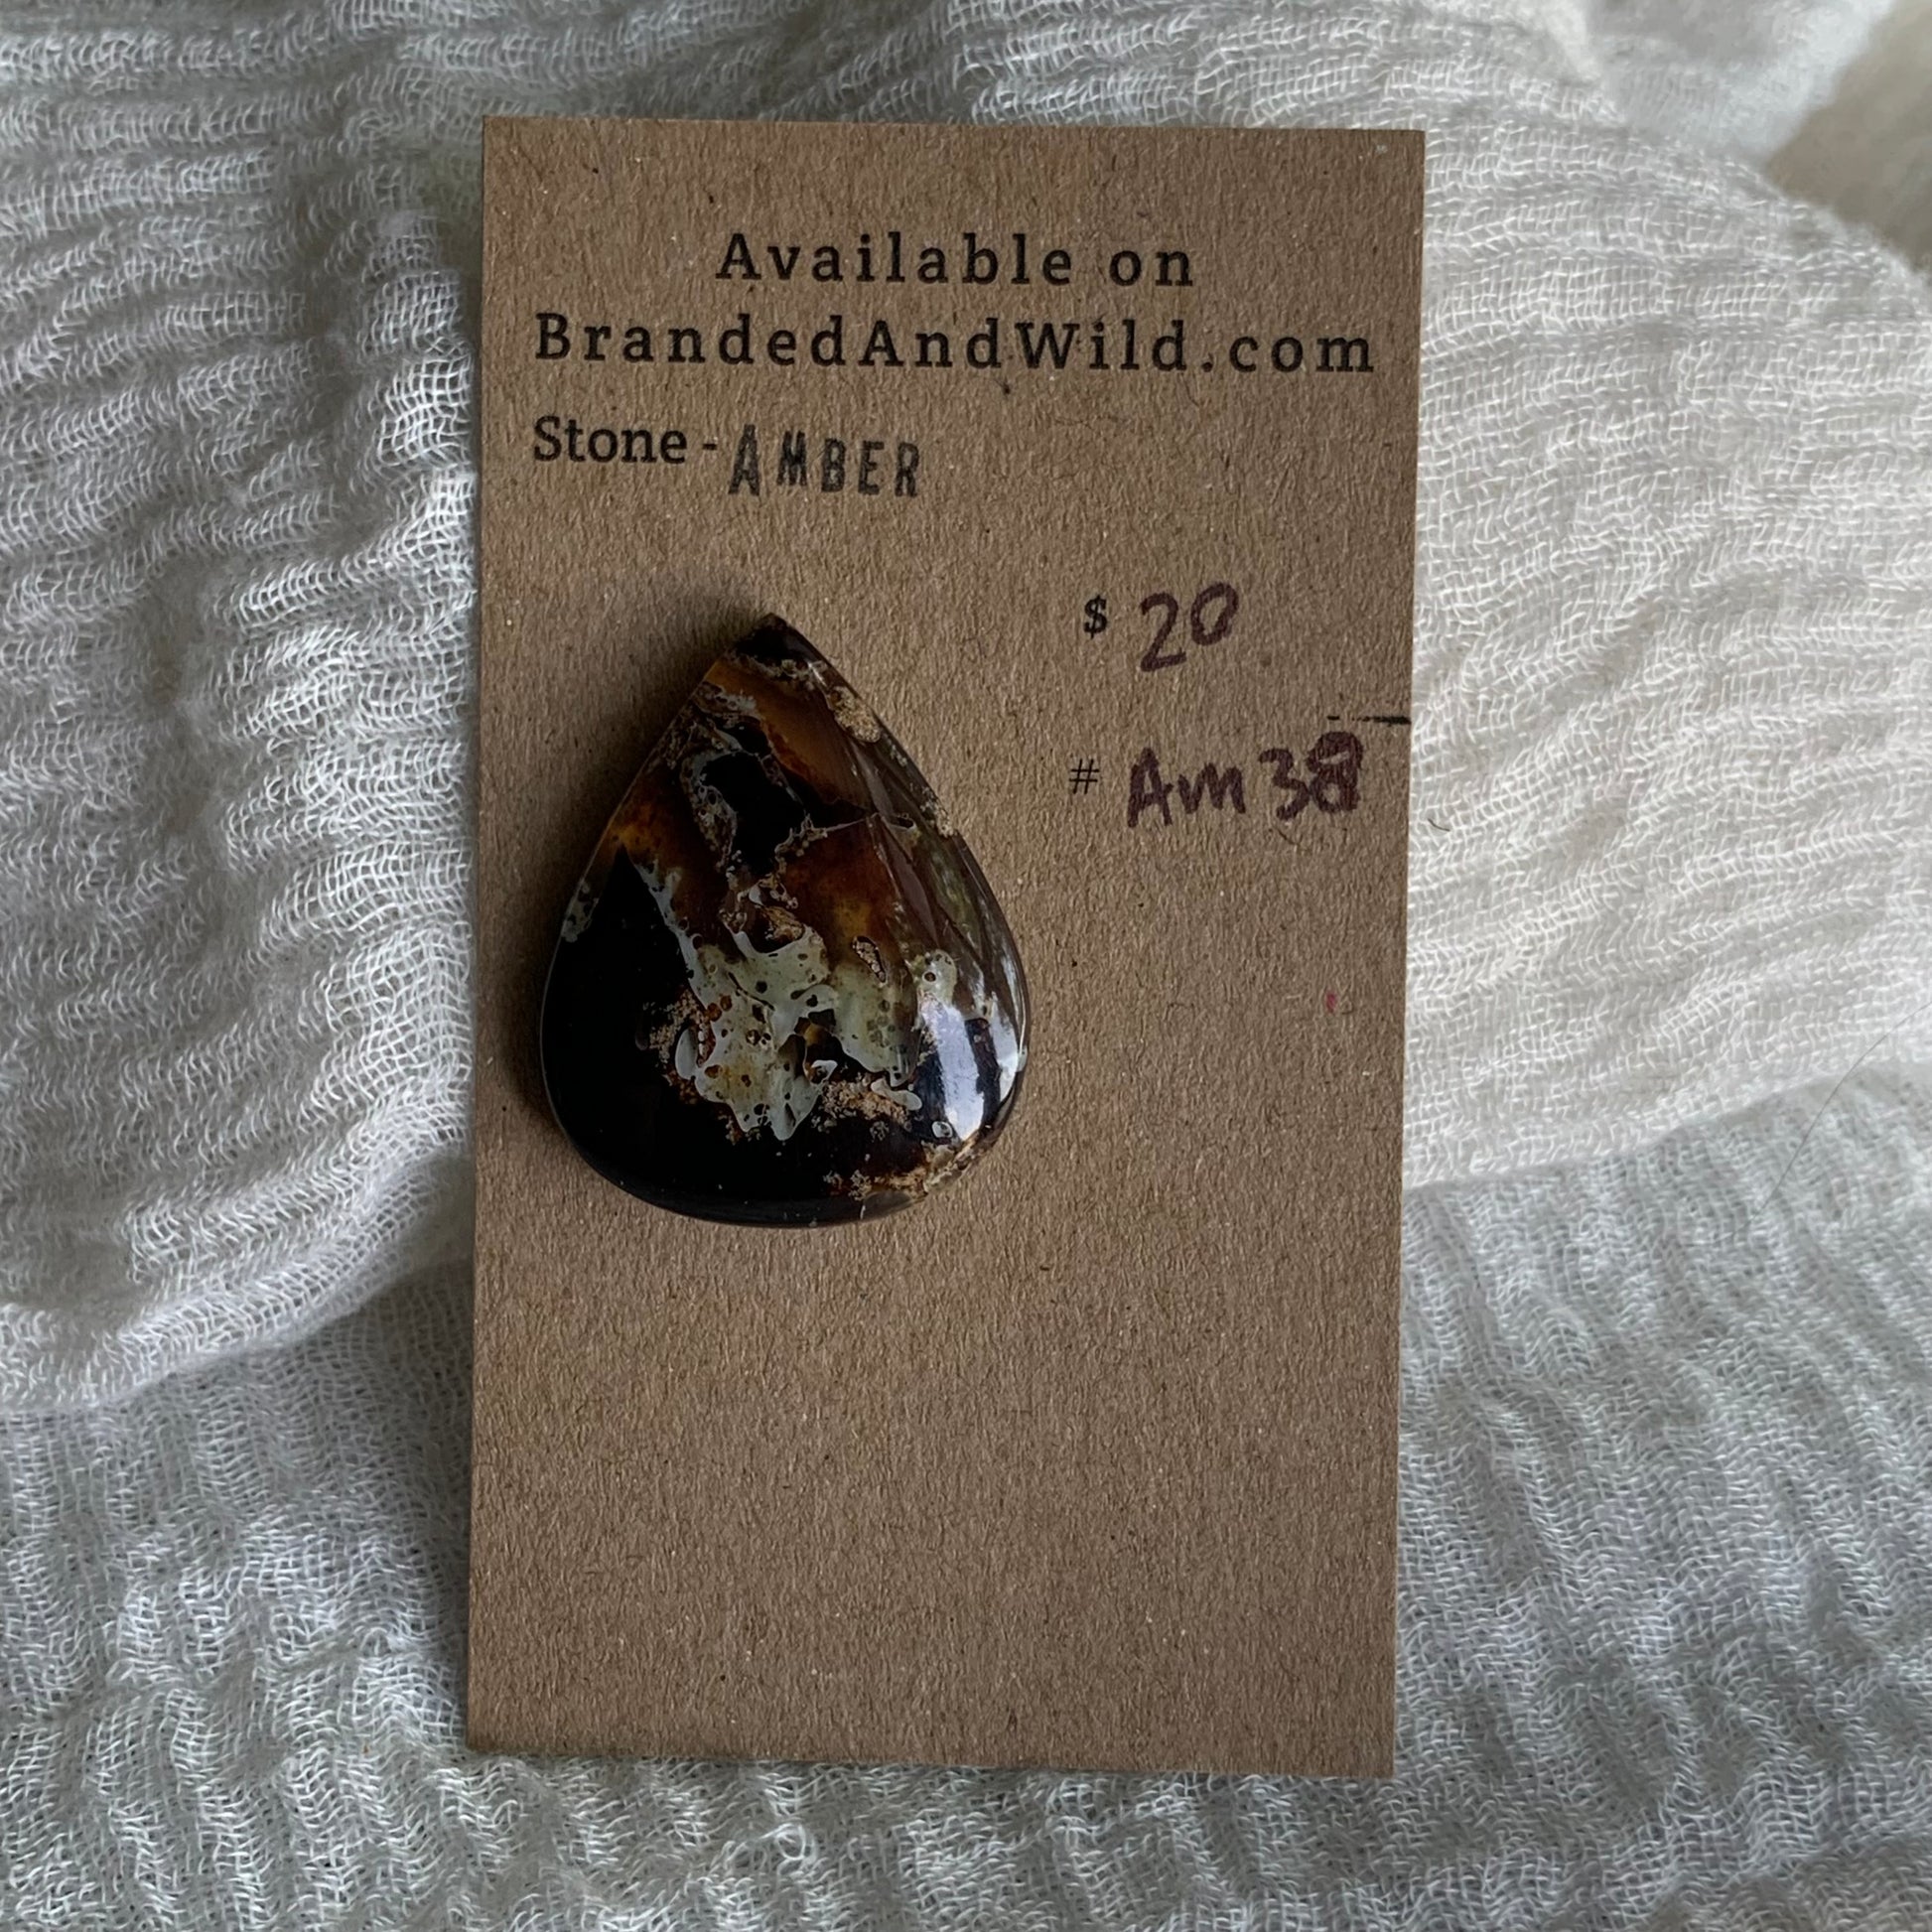 Available on
BrandedAndWild.com
Stone - AMBER
$ 20
# Am38